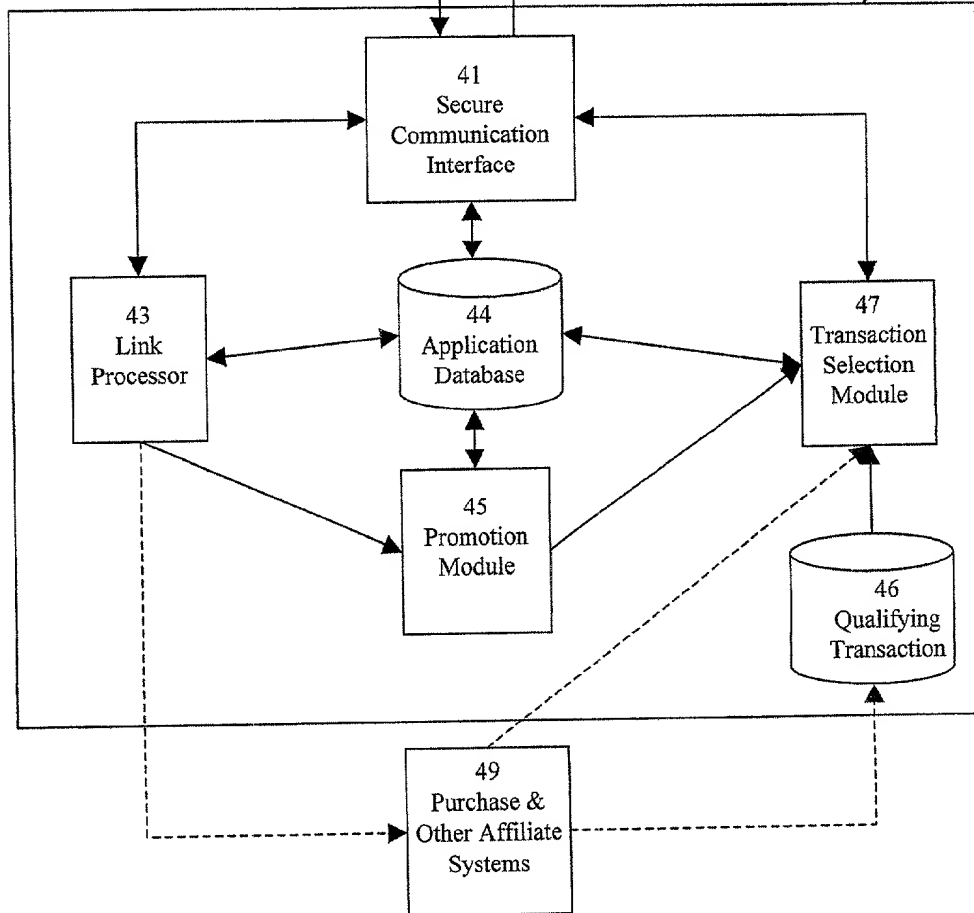 41
Secure
Communication
Interface
43
Link
Processor
44
Application
Database
47
Transaction
Selection
Module
45
Promotion
Module
46
Qualifying
Transaction
49
Purchase &
Other Affiliate
Systems